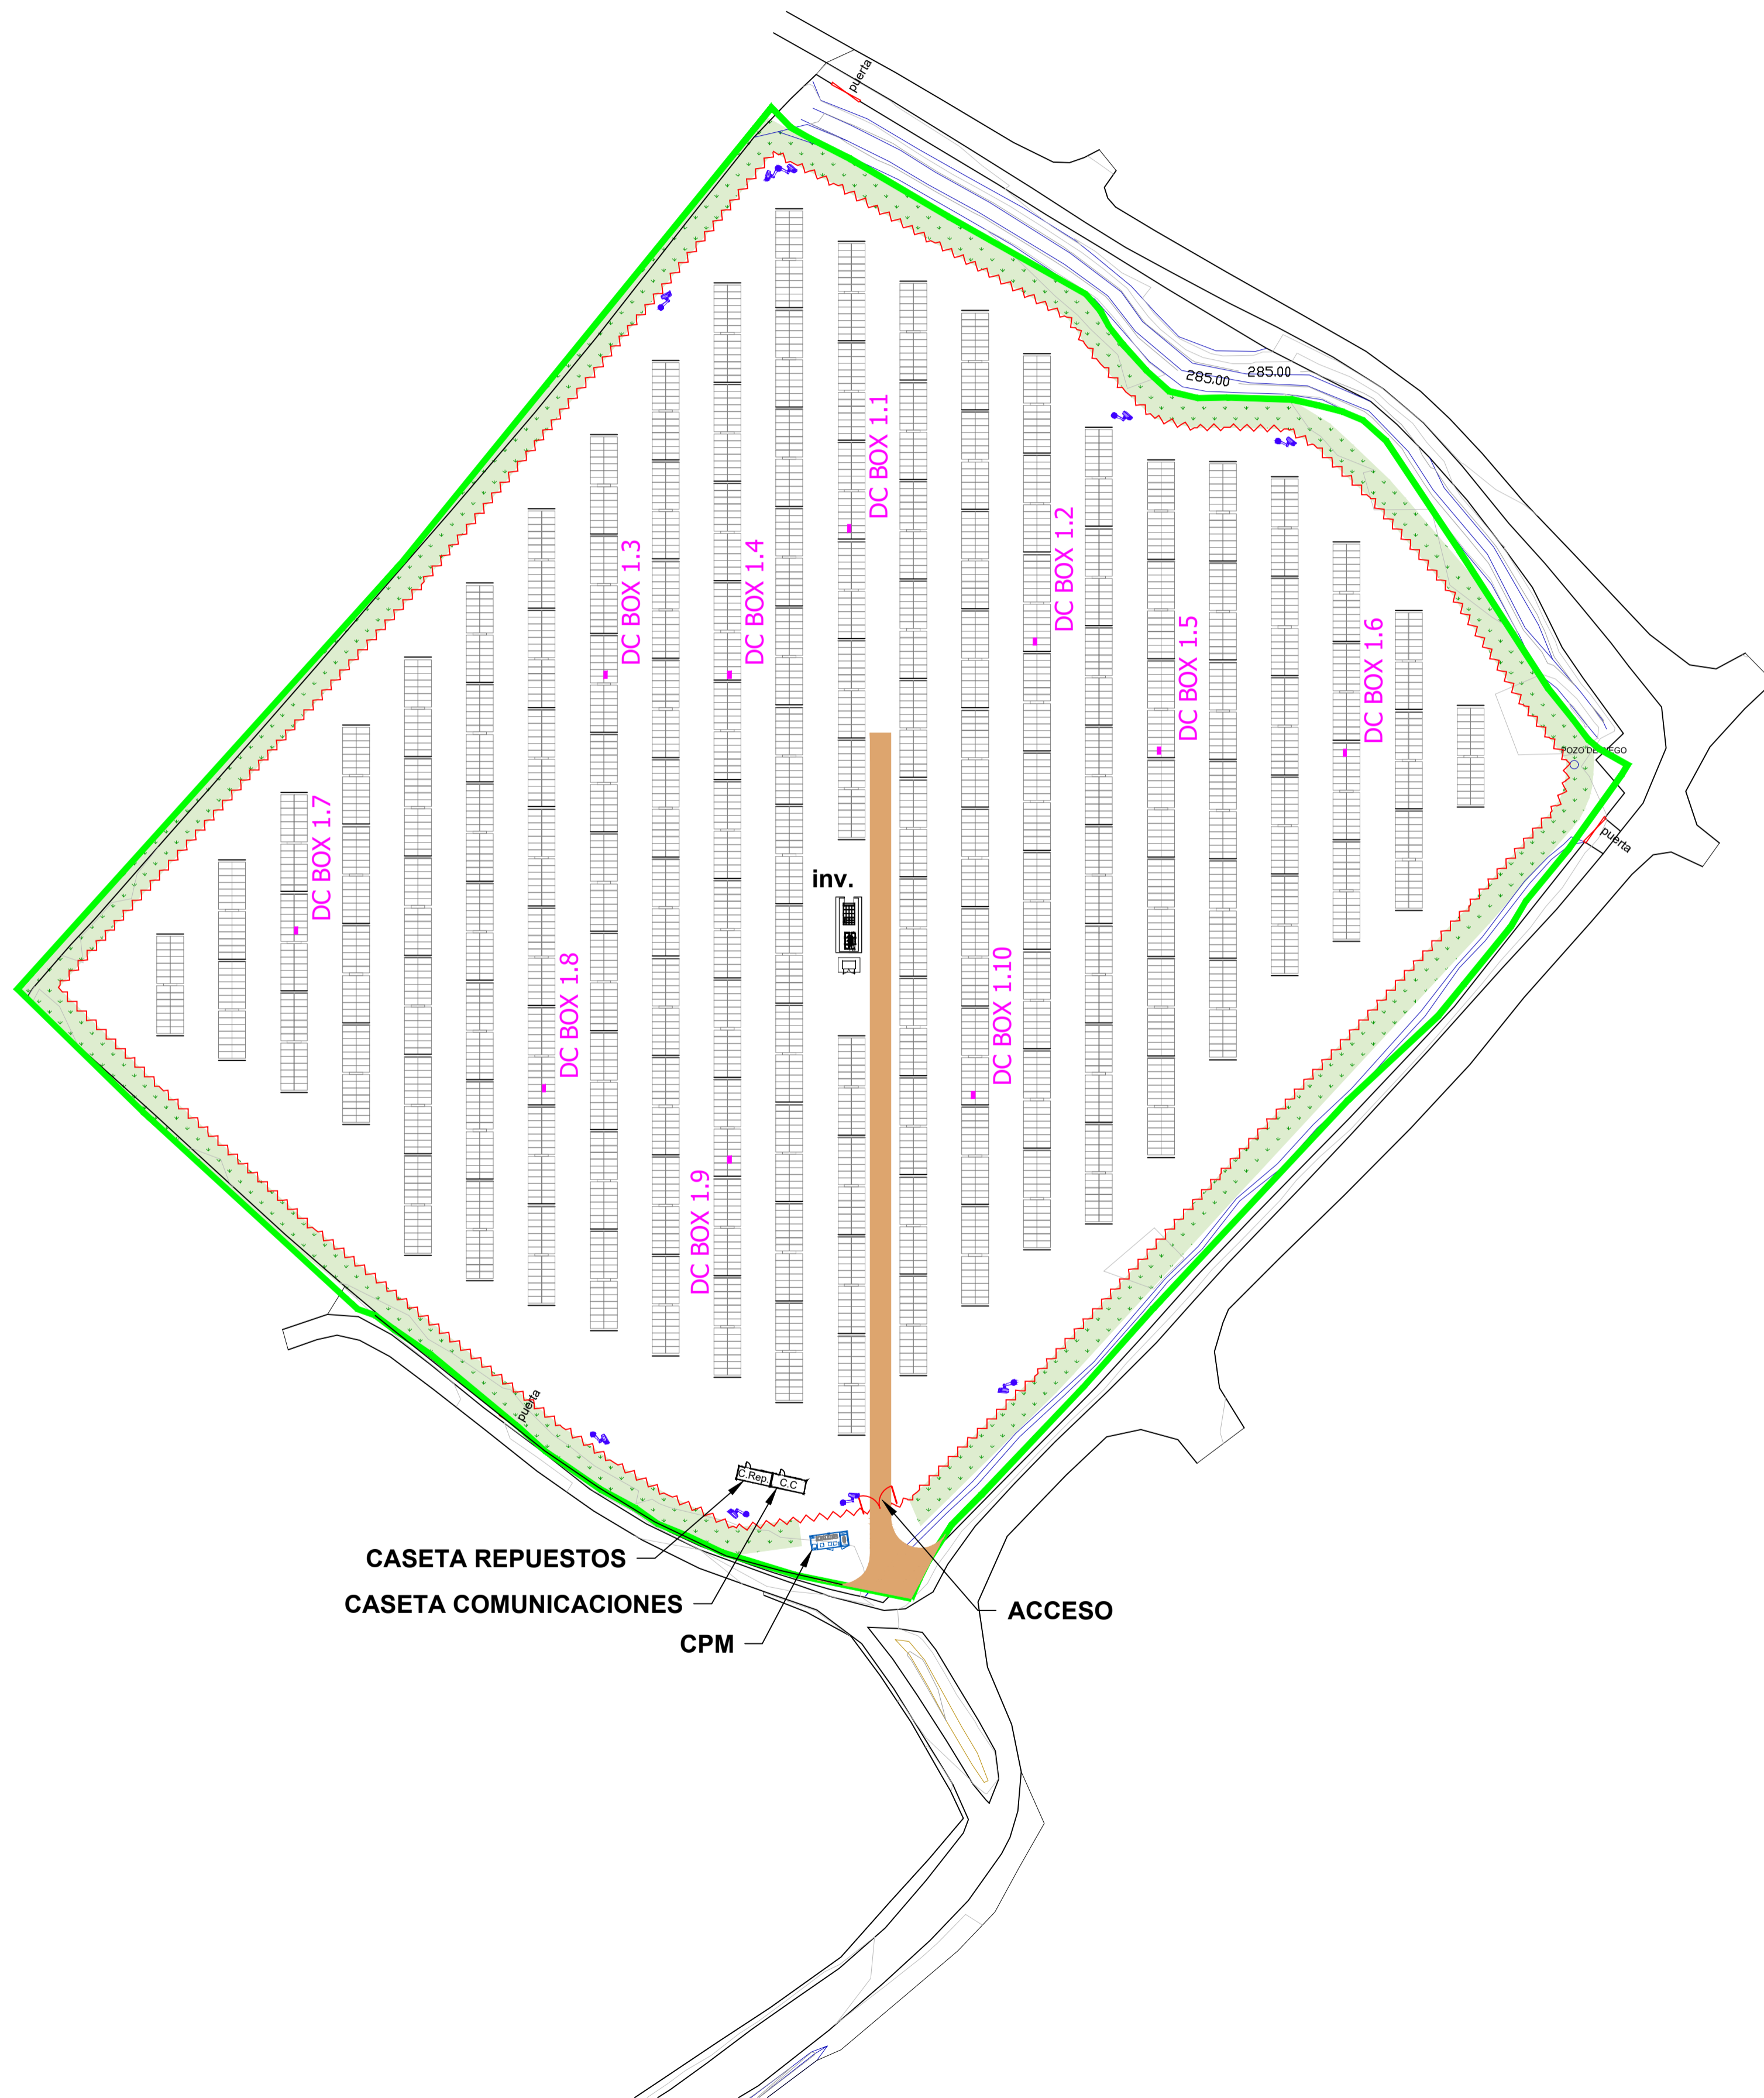 puerta
285.00
285.00
DC BOX 1.1
DC BOX 1.2
DC BOX 1.3
DC BOX 1.4
DC BOX 1.5
DC BOX 1.6
POZO DE RIEGO
puerta
DC BOX 1.7
inv.
DC BOX 1.8
DC BOX 1.10
DC BOX 1.9
puerta
C.Rep.
C.C
CASETA REPUESTOS
CASETA COMUNICACIONES
ACCESO
CPM